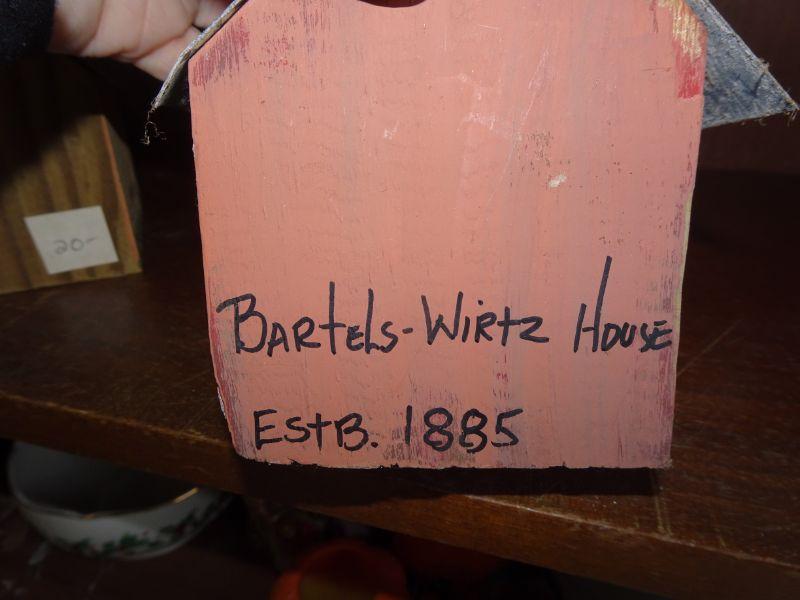 20-
Bartels-Wirtz House
Estb. 1885